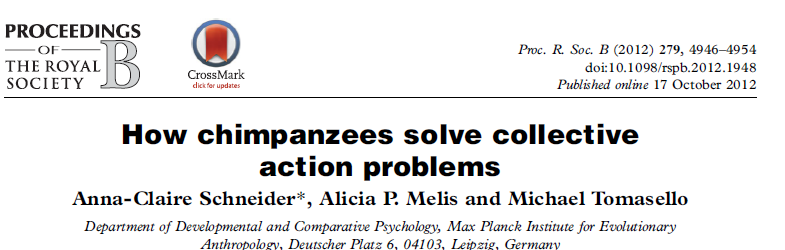 PROCEEDINGS
OF
THE ROYAL
SOCIETY
B
CrossMark
click for updates
Proc. R. Soc. B (2012) 279, 4946–4954
doi:10.1098/rspb.2012.1948
Published online 17 October 2012
How chimpanzees solve collective
action problems
Anna-Claire Schneider*, Alicia P. Melis and Michael Tomasello
Department of Developmental and Comparative Psychology, Max Planck Institute for Evolutionary
Anthropology, Deutscher Platz 6, 04103, Leipzig, Germany